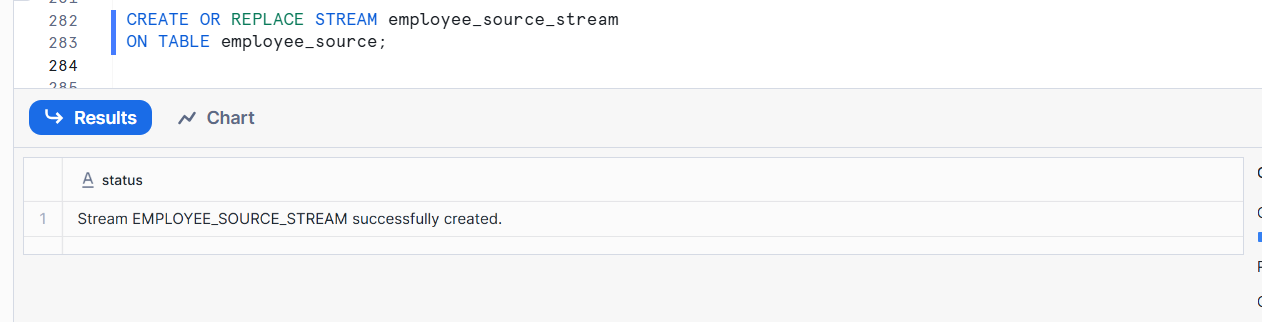 282 CREATE OR REPLACE STREAM employee_source_stream
283 ON TABLE employee_source;
284
Results
Chart
A status
1 Stream EMPLOYEE_SOURCE_STREAM successfully created.